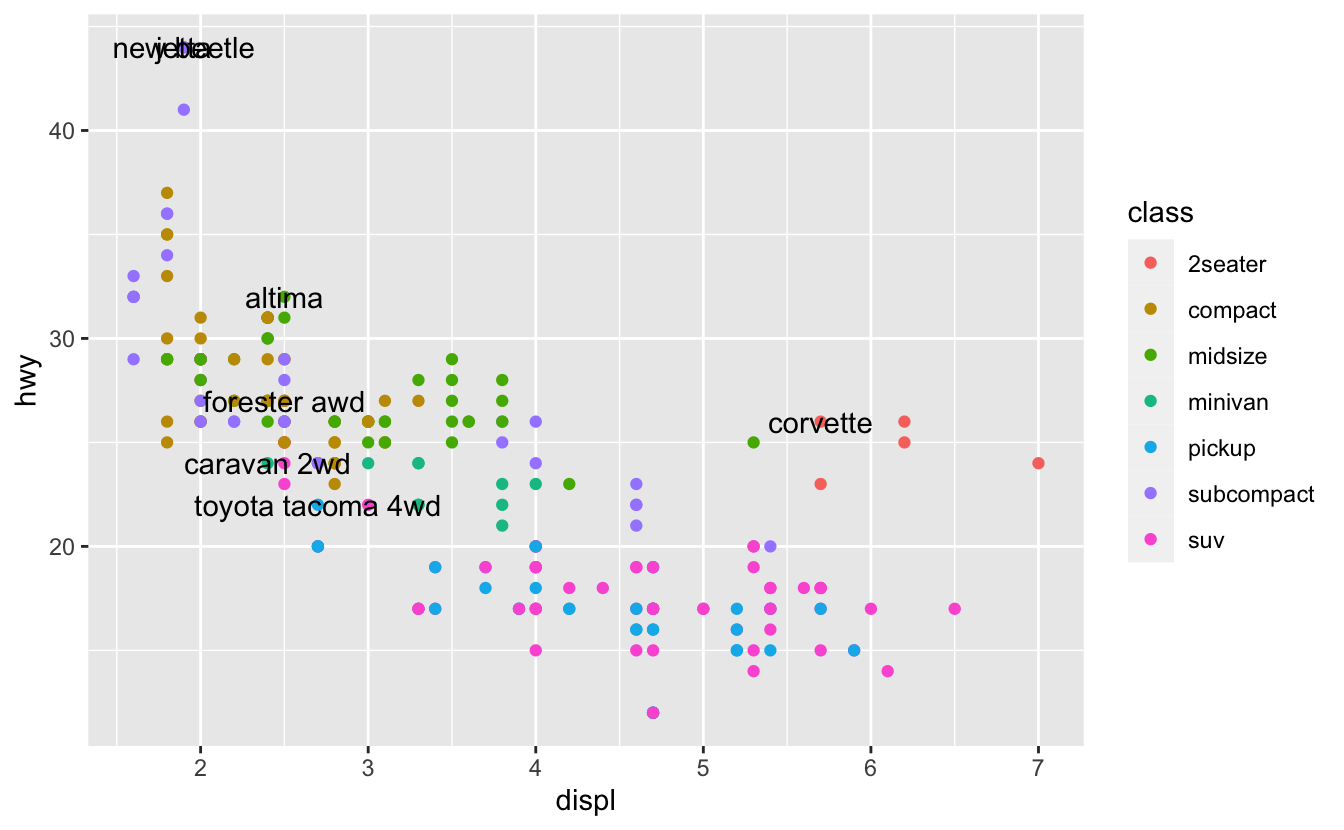 new beetle
jetta
40
altima
30
forester awd
corvette
caravan 2wd
toyota tacoma 4wd
20
hwy
2 3 4 5 6 7
displ
class
2seater
compact
midsize
minivan
pickup
subcompact
suv